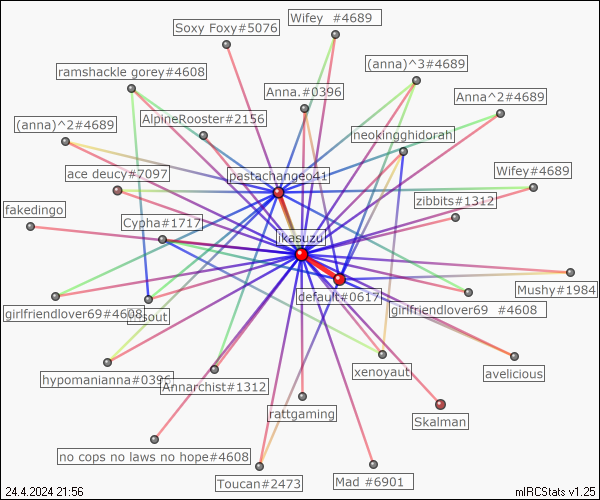 Soxy Foxy#5076
Wifey  #4689
ramshackle gorey#4608
(anna)^3#4689
Anna.#0396
Anna^2#4689
(anna)^2#4689
AlpineRooster#2156
neokingghidorah
ace deucy#7097
pastachangeo41
Wifey#4689
zibbits#1312
fakedingo
Cypha#1717
ikasuzu
Mushy#1984
default#0617
girlfriendlover69#4608
sout
girlfriendlover69  #4608
hypomanianna#0396
Annarchist#1312
xenoyaut
avelicious
rattgaming
Skalman
no cops no laws no hope#4608
Toucan#2473
Mad #6901
24.4.2024 21:56
mIRCStats v1.25